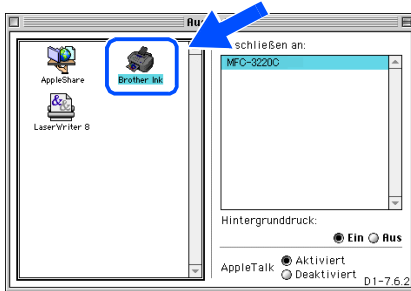 Au
schließen an:
AppleShare
Brother Ink
LaserWriter 8
MFC-3220C
Hintergrunddruck:
Ein Aus
AppleTalk
Aktiviert
Deaktiviert
D1-7.6.2